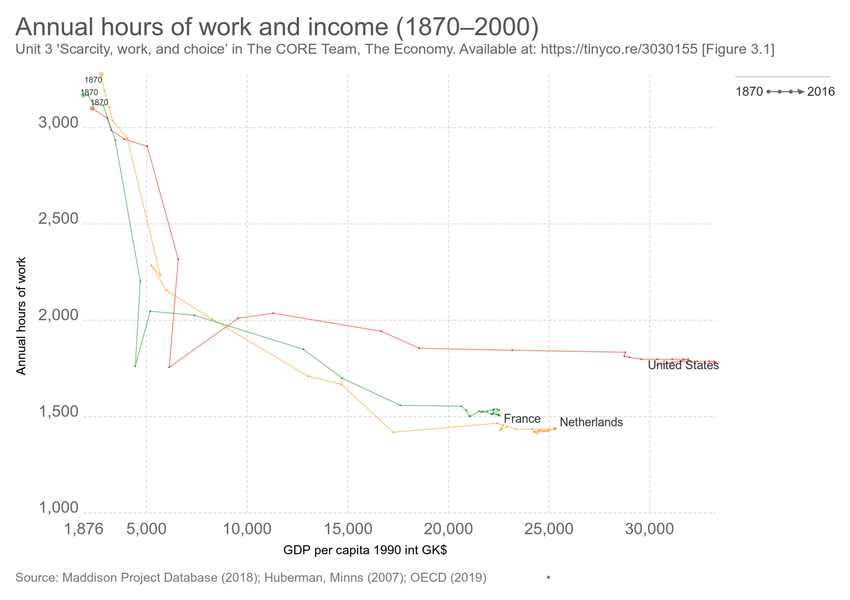 Annual hours of work and income (1870–2000)
Unit 3 'Scarcity, work, and choice’ in The CORE Team, The Economy. Available at: https://tinyco.re/3030155 [Figure 3.1]
1870
1870
1870
1870 2016
3,000
2,500
2,000
1,500
1,000
Annual hours of work
United States
France
Netherlands
1,876 5,000 10,000 15,000 20,000 25,000 30,000
GDP per capita 1990 int GK$
Source: Maddison Project Database (2018); Huberman, Minns (2007); OECD (2019) •